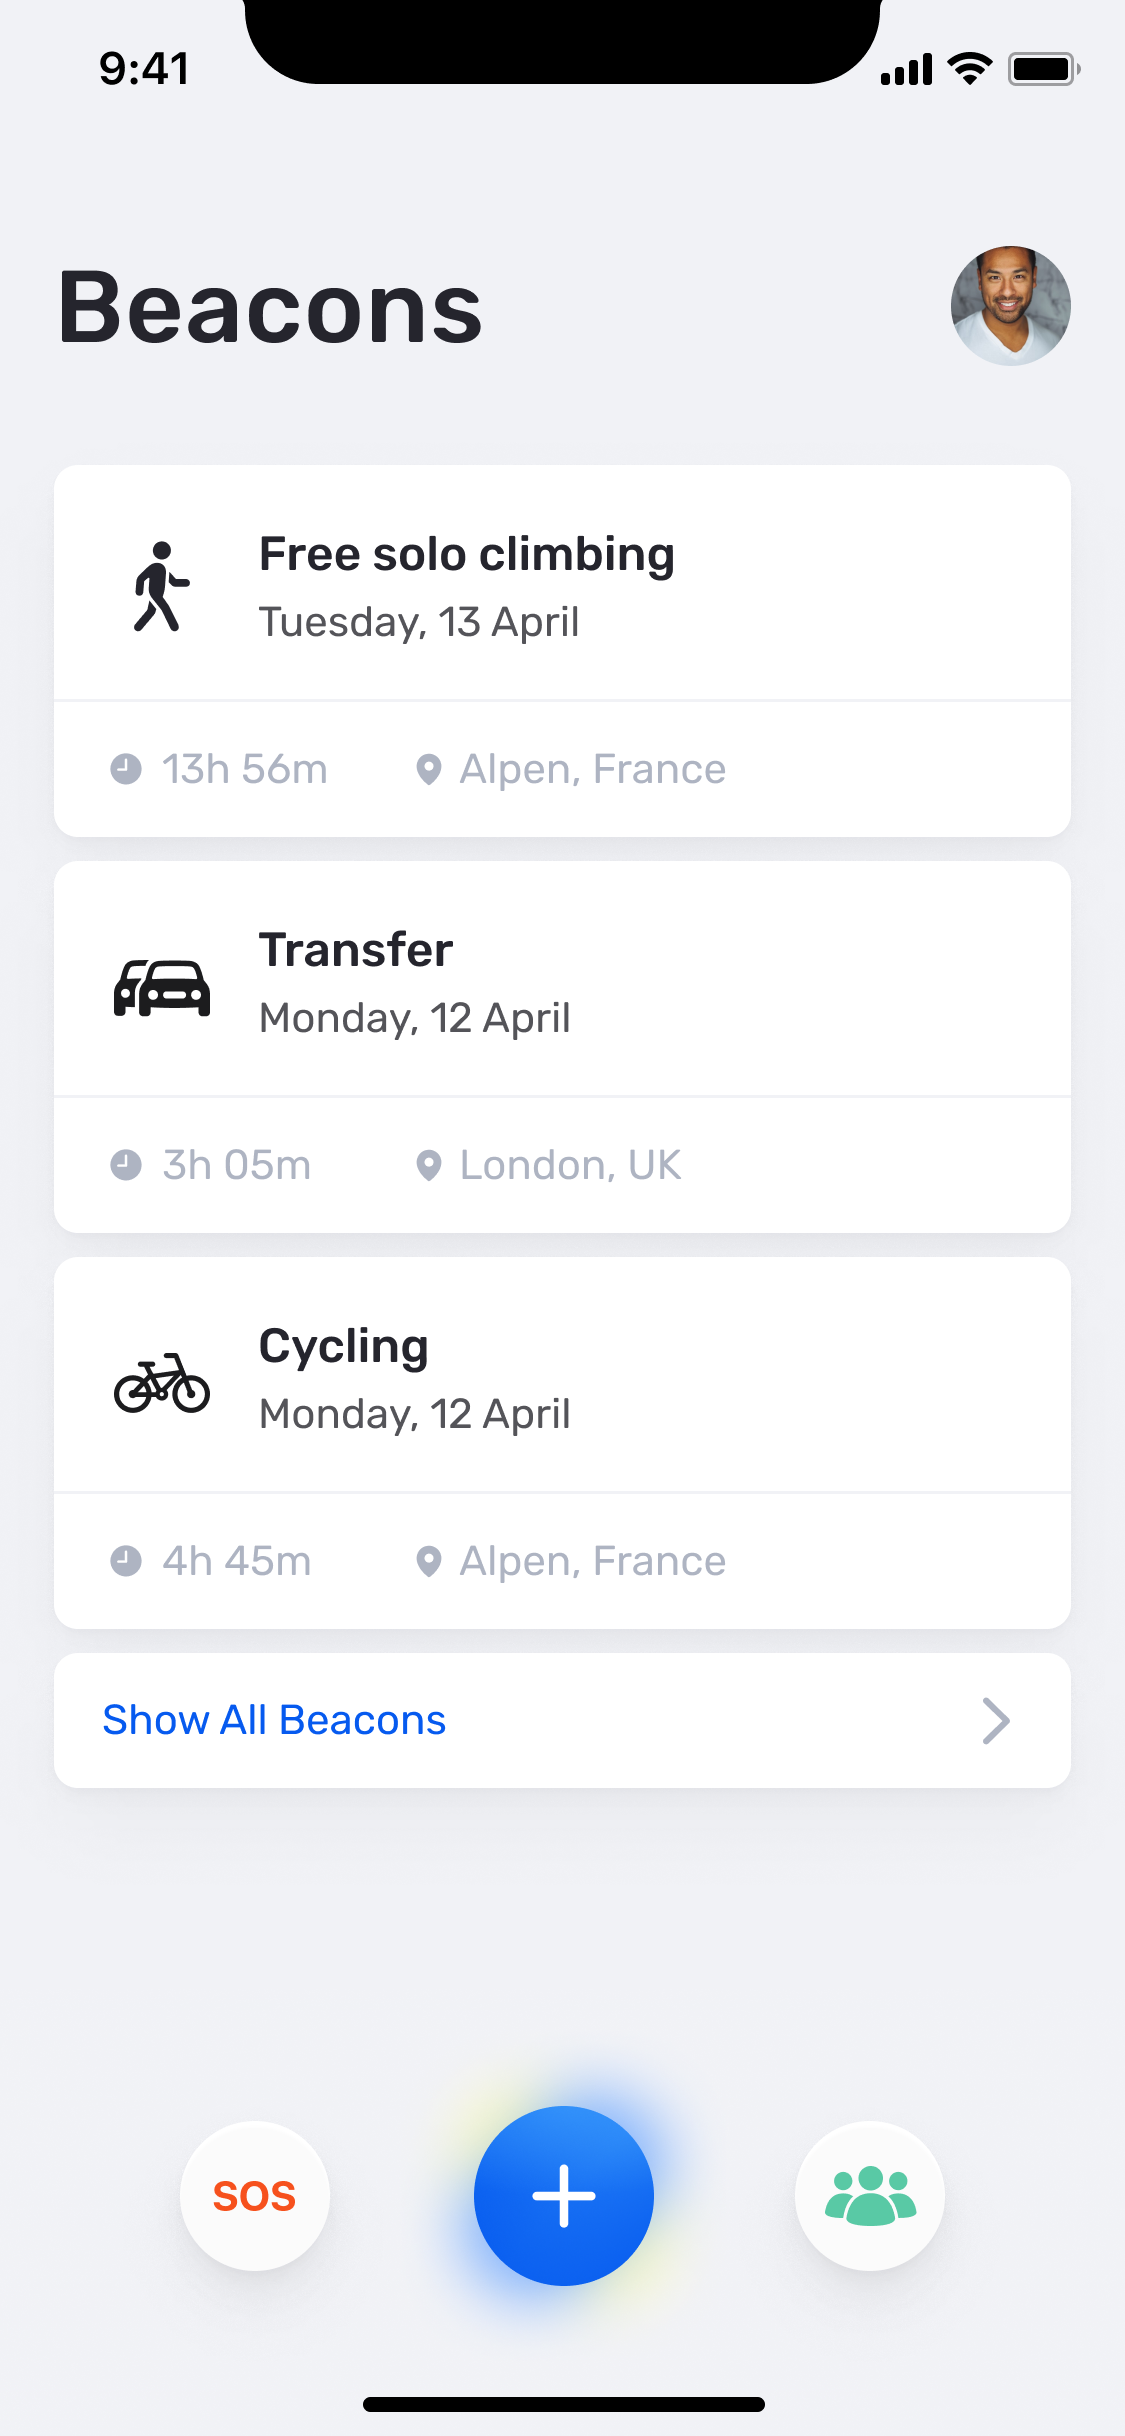 9:41
Beacons
Free solo climbing
Tuesday, 13 April
13h 56m
Alpen, France
Transfer
Monday, 12 April
3h 05m
London, UK
Cycling
Monday, 12 April
4h 45m
Alpen, France
Show All Beacons
SOS